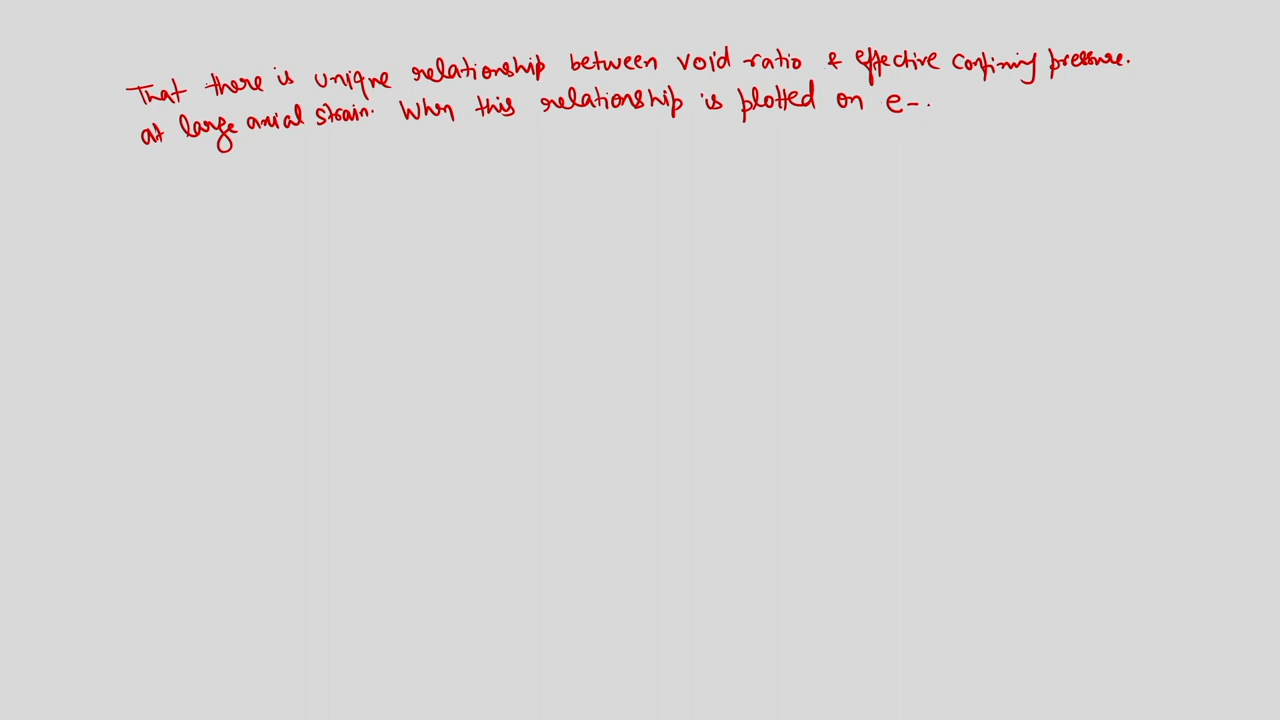 That there is unique relationship between void ratio & effective confining pressure.
at large axial strain. When this relationship is plotted on e-.